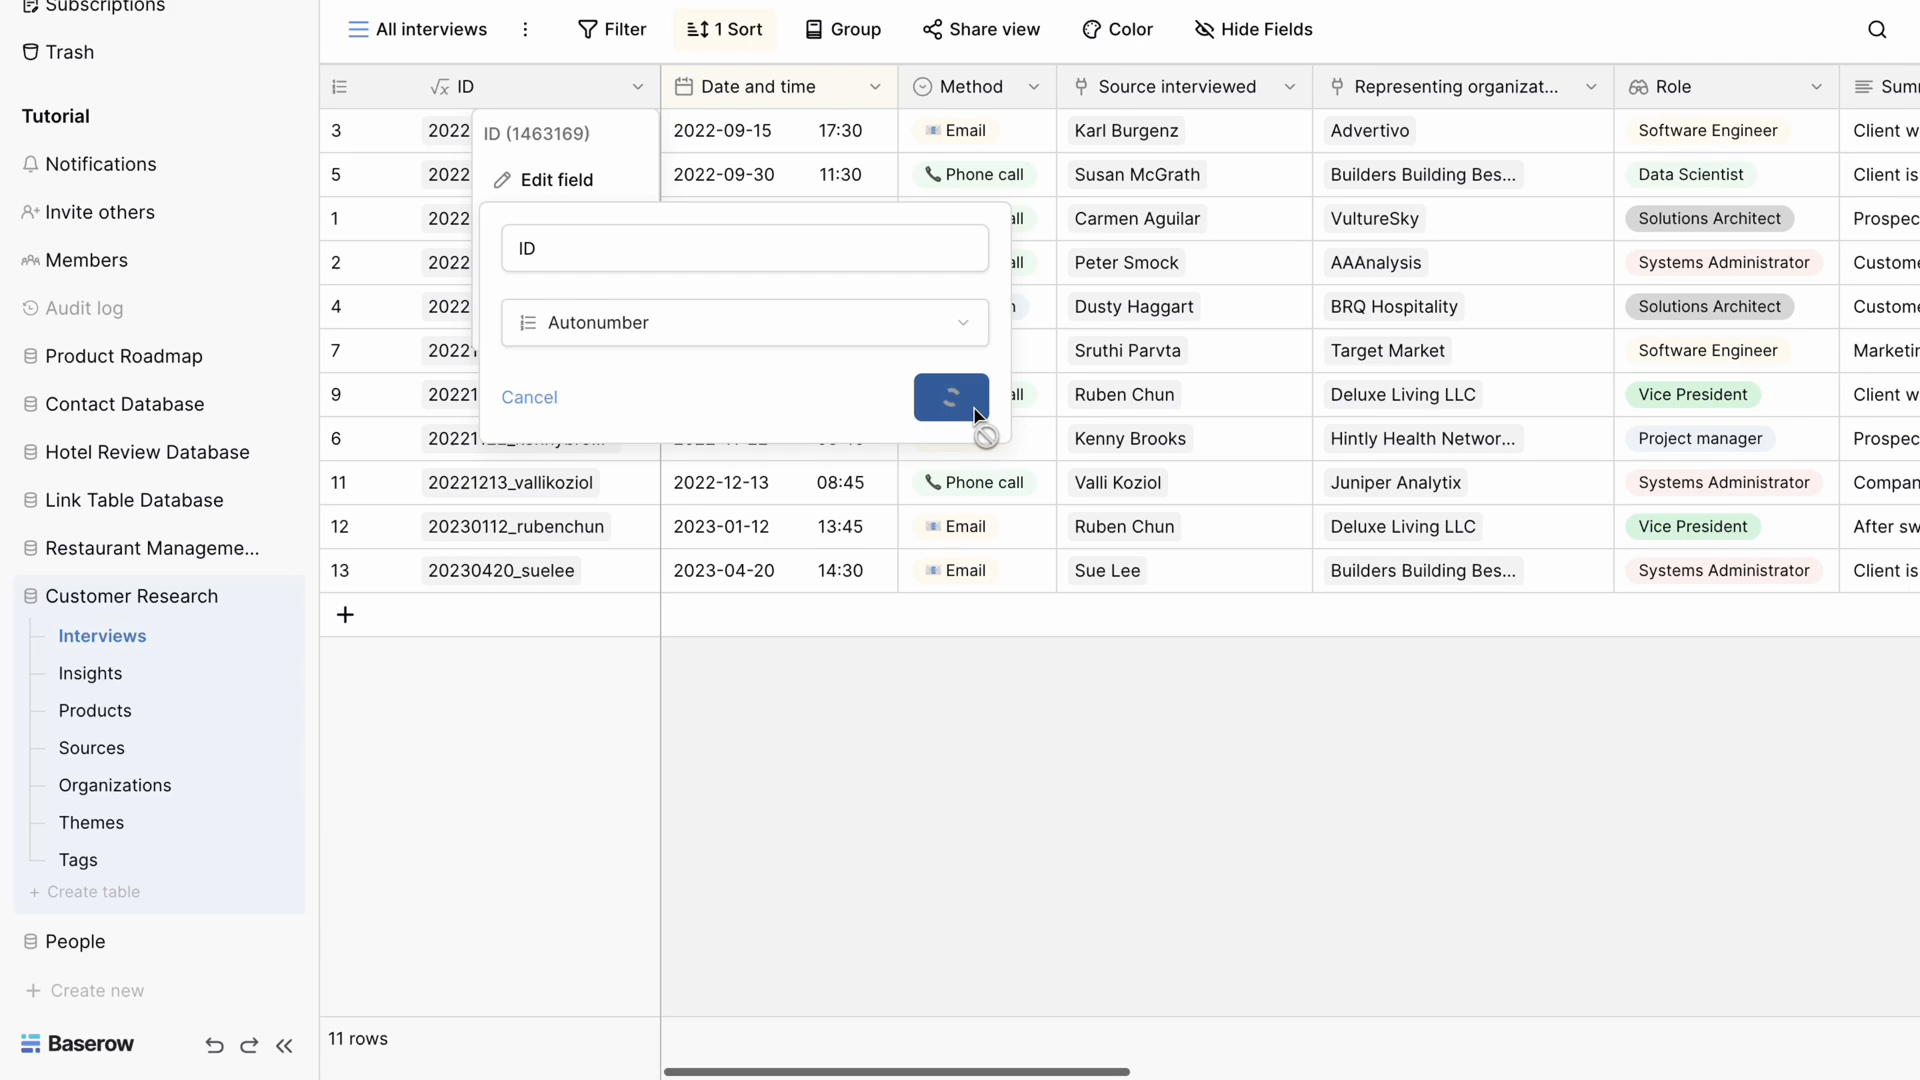 Subscriptions
Trash
Tutorial
Notifications
Invite others
Members
Audit log
Product Roadmap
Contact Database
Hotel Review Database
Link Table Database
Restaurant Manageme...
Customer Research
Interviews
Insights
Products
Sources
Organizations
Themes
Tags
+ Create table
People
+ Create new
Baserow
All interviews
Filter
1 Sort
Group
Share view
Color
Hide Fields
ID Date and time Method Source interviewed Representing organizat... Role
3 2022 2022-09-15 17:30 Email Karl Burgenz Advertivo Software Engineer Client w
5 2022 2022-09-30 11:30 Phone call Susan McGrath Builders Building Bes... Data Scientist Client is
1 2022 Carmen Aguilar VultureSky Solutions Architect Prospec
2 2022 Peter Smock AAAnalysis Systems Administrator Custome
4 2022 Dusty Haggart BRQ Hospitality Solutions Architect Custome
7 2022 Sruthi Parvta Target Market Software Engineer Marketin
9 20221 Ruben Chun Deluxe Living LLC Vice President Client w
6 Kenny Brooks Hintly Health Networ... Project manager Prospec
11 20221213_vallikoziol 2022-12-13 08:45 Phone call Valli Koziol Juniper Analytix Systems Administrator Compan
12 20230112_rubenchun 2023-01-12 13:45 Email Ruben Chun Deluxe Living LLC Vice President After sw
13 20230420_suelee 2023-04-20 14:30 Email Sue Lee Builders Building Bes... Systems Administrator Client is
+
ID (1463169)
Edit field
ID
Autonumber
Cancel
11 rows